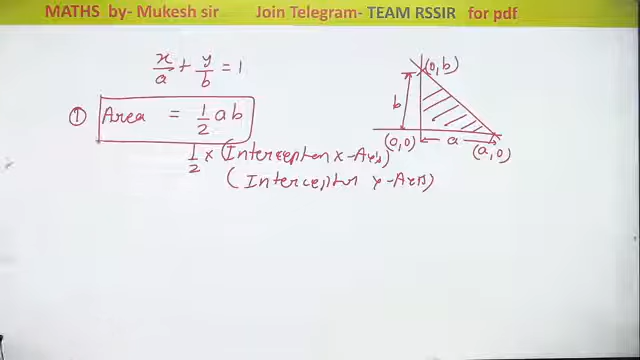 MATHS by- Mukesh sir Join Telegram- TEAM RSSIR for pdf
x/a + y/b = 1
① Area = 1/2 ab
1/2 × (Intercept on x-Axis)
(Intercept on y-Axis)
(0,b)
b
(0,0) a (a,0)